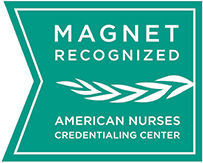 MAGNET
RECOGNIZED
AMERICAN NURSES
CREDENTIALING CENTER